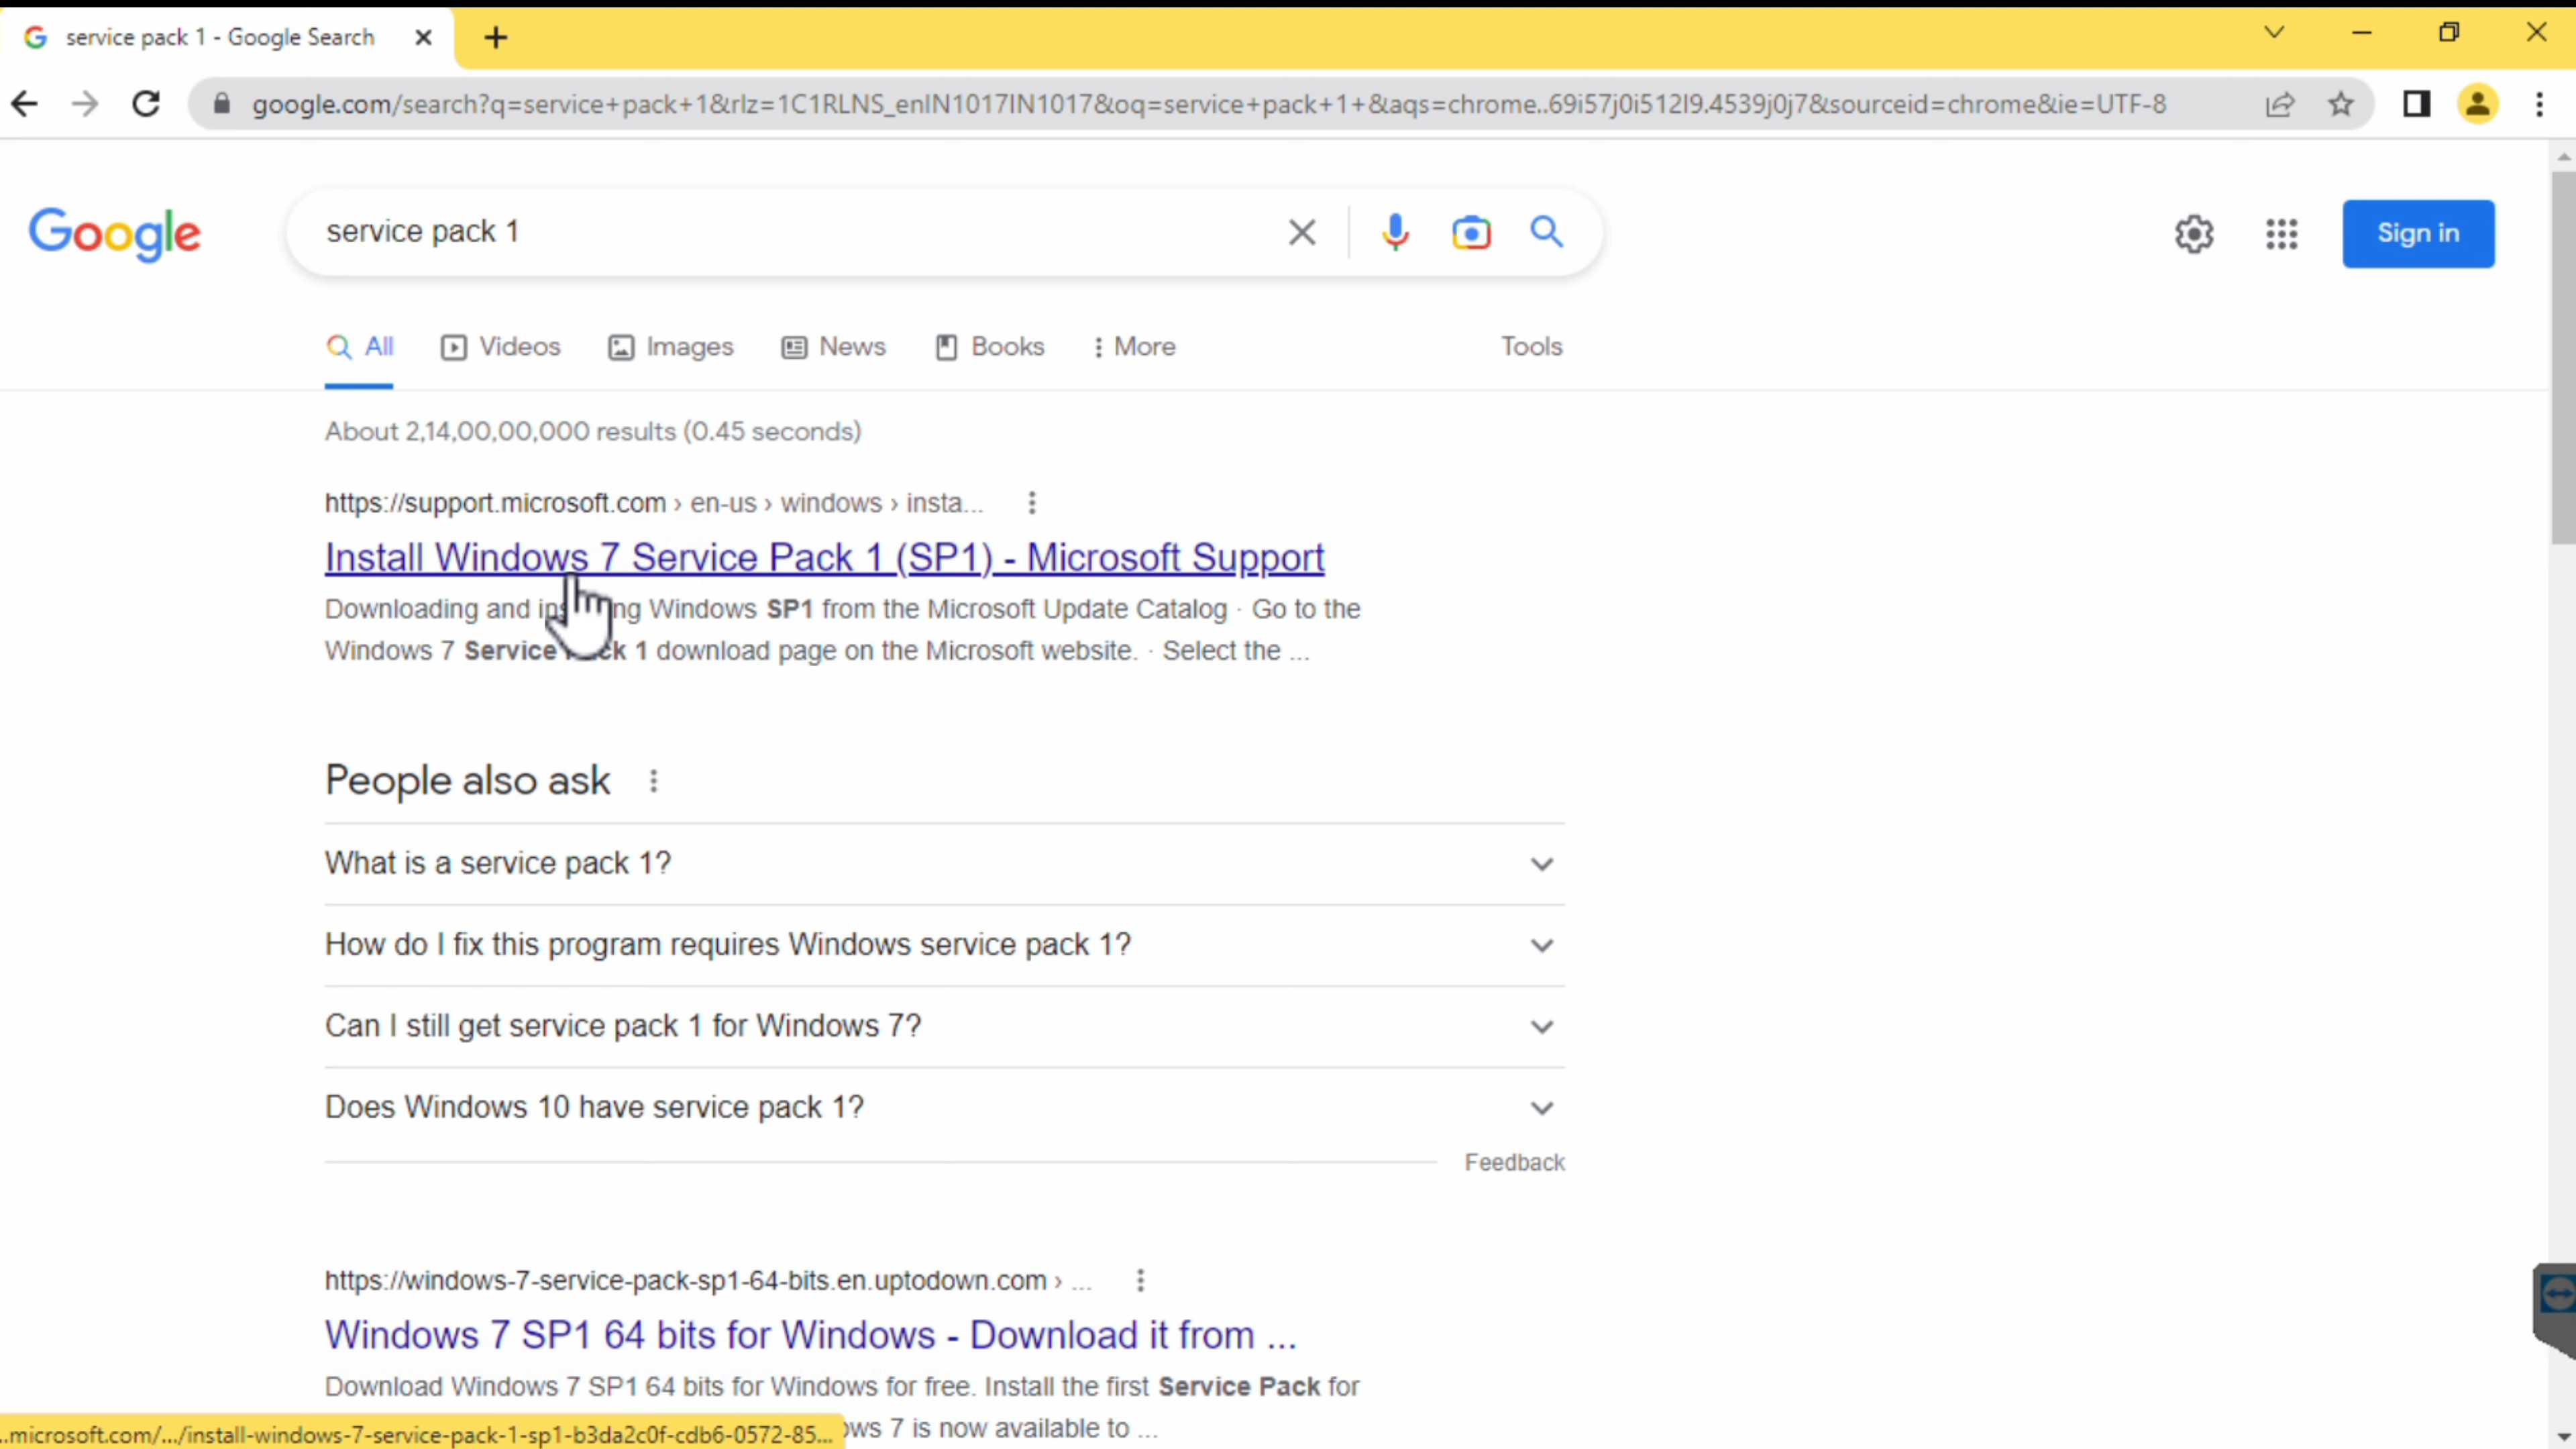 service pack 1 - Google Search
google.com/search?q=service+pack+1&rlz=1C1RLNS_enIN1017IN1017&oq=service+pack+1+&aqs=chrome..69i57j0i512l9.4539j0j7&sourceid=chrome&ie=UTF-8
Google
service pack 1
Sign in
All Videos Images News Books More Tools
About 2,14,00,00,000 results (0.45 seconds)
https://support.microsoft.com › en-us › windows › insta...
Install Windows 7 Service Pack 1 (SP1) - Microsoft Support
Downloading and ng Windows SP1 from the Microsoft Update Catalog · Go to the
Windows 7 Service ck 1 download page on the Microsoft website. · Select the ...
People also ask
What is a service pack 1?
How do I fix this program requires Windows service pack 1?
Can I still get service pack 1 for Windows 7?
Does Windows 10 have service pack 1?
Feedback
https://windows-7-service-pack-sp1-64-bits.en.uptodown.com › ...
Windows 7 SP1 64 bits for Windows - Download it from ...
Download Windows 7 SP1 64 bits for Windows for free. Install the first Service Pack for
ws 7 is now available to ...
..microsoft.com/.../install-windows-7-service-pack-1-sp1-b3da2c0f-cdb6-0572-85...